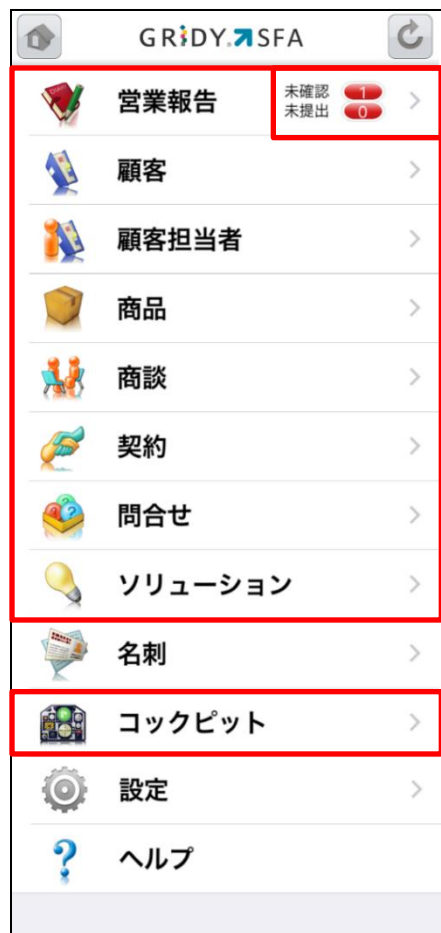 GRiDY. SFA
営業報告
未確認 1
未提出 0
顧客
顧客担当者
商品
商談
契約
問合せ
ソリューション
名刺
コックピット
設定
ヘルプ